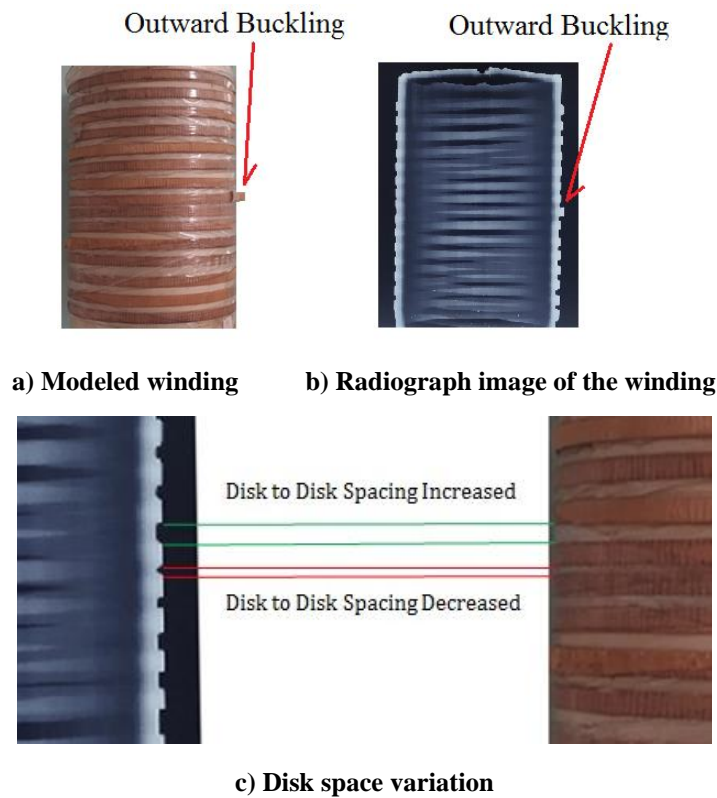 Outward Buckling
Outward Buckling
a) Modeled winding
b) Radiograph image of the winding
Disk to Disk Spacing Increased
Disk to Disk Spacing Decreased
c) Disk space variation